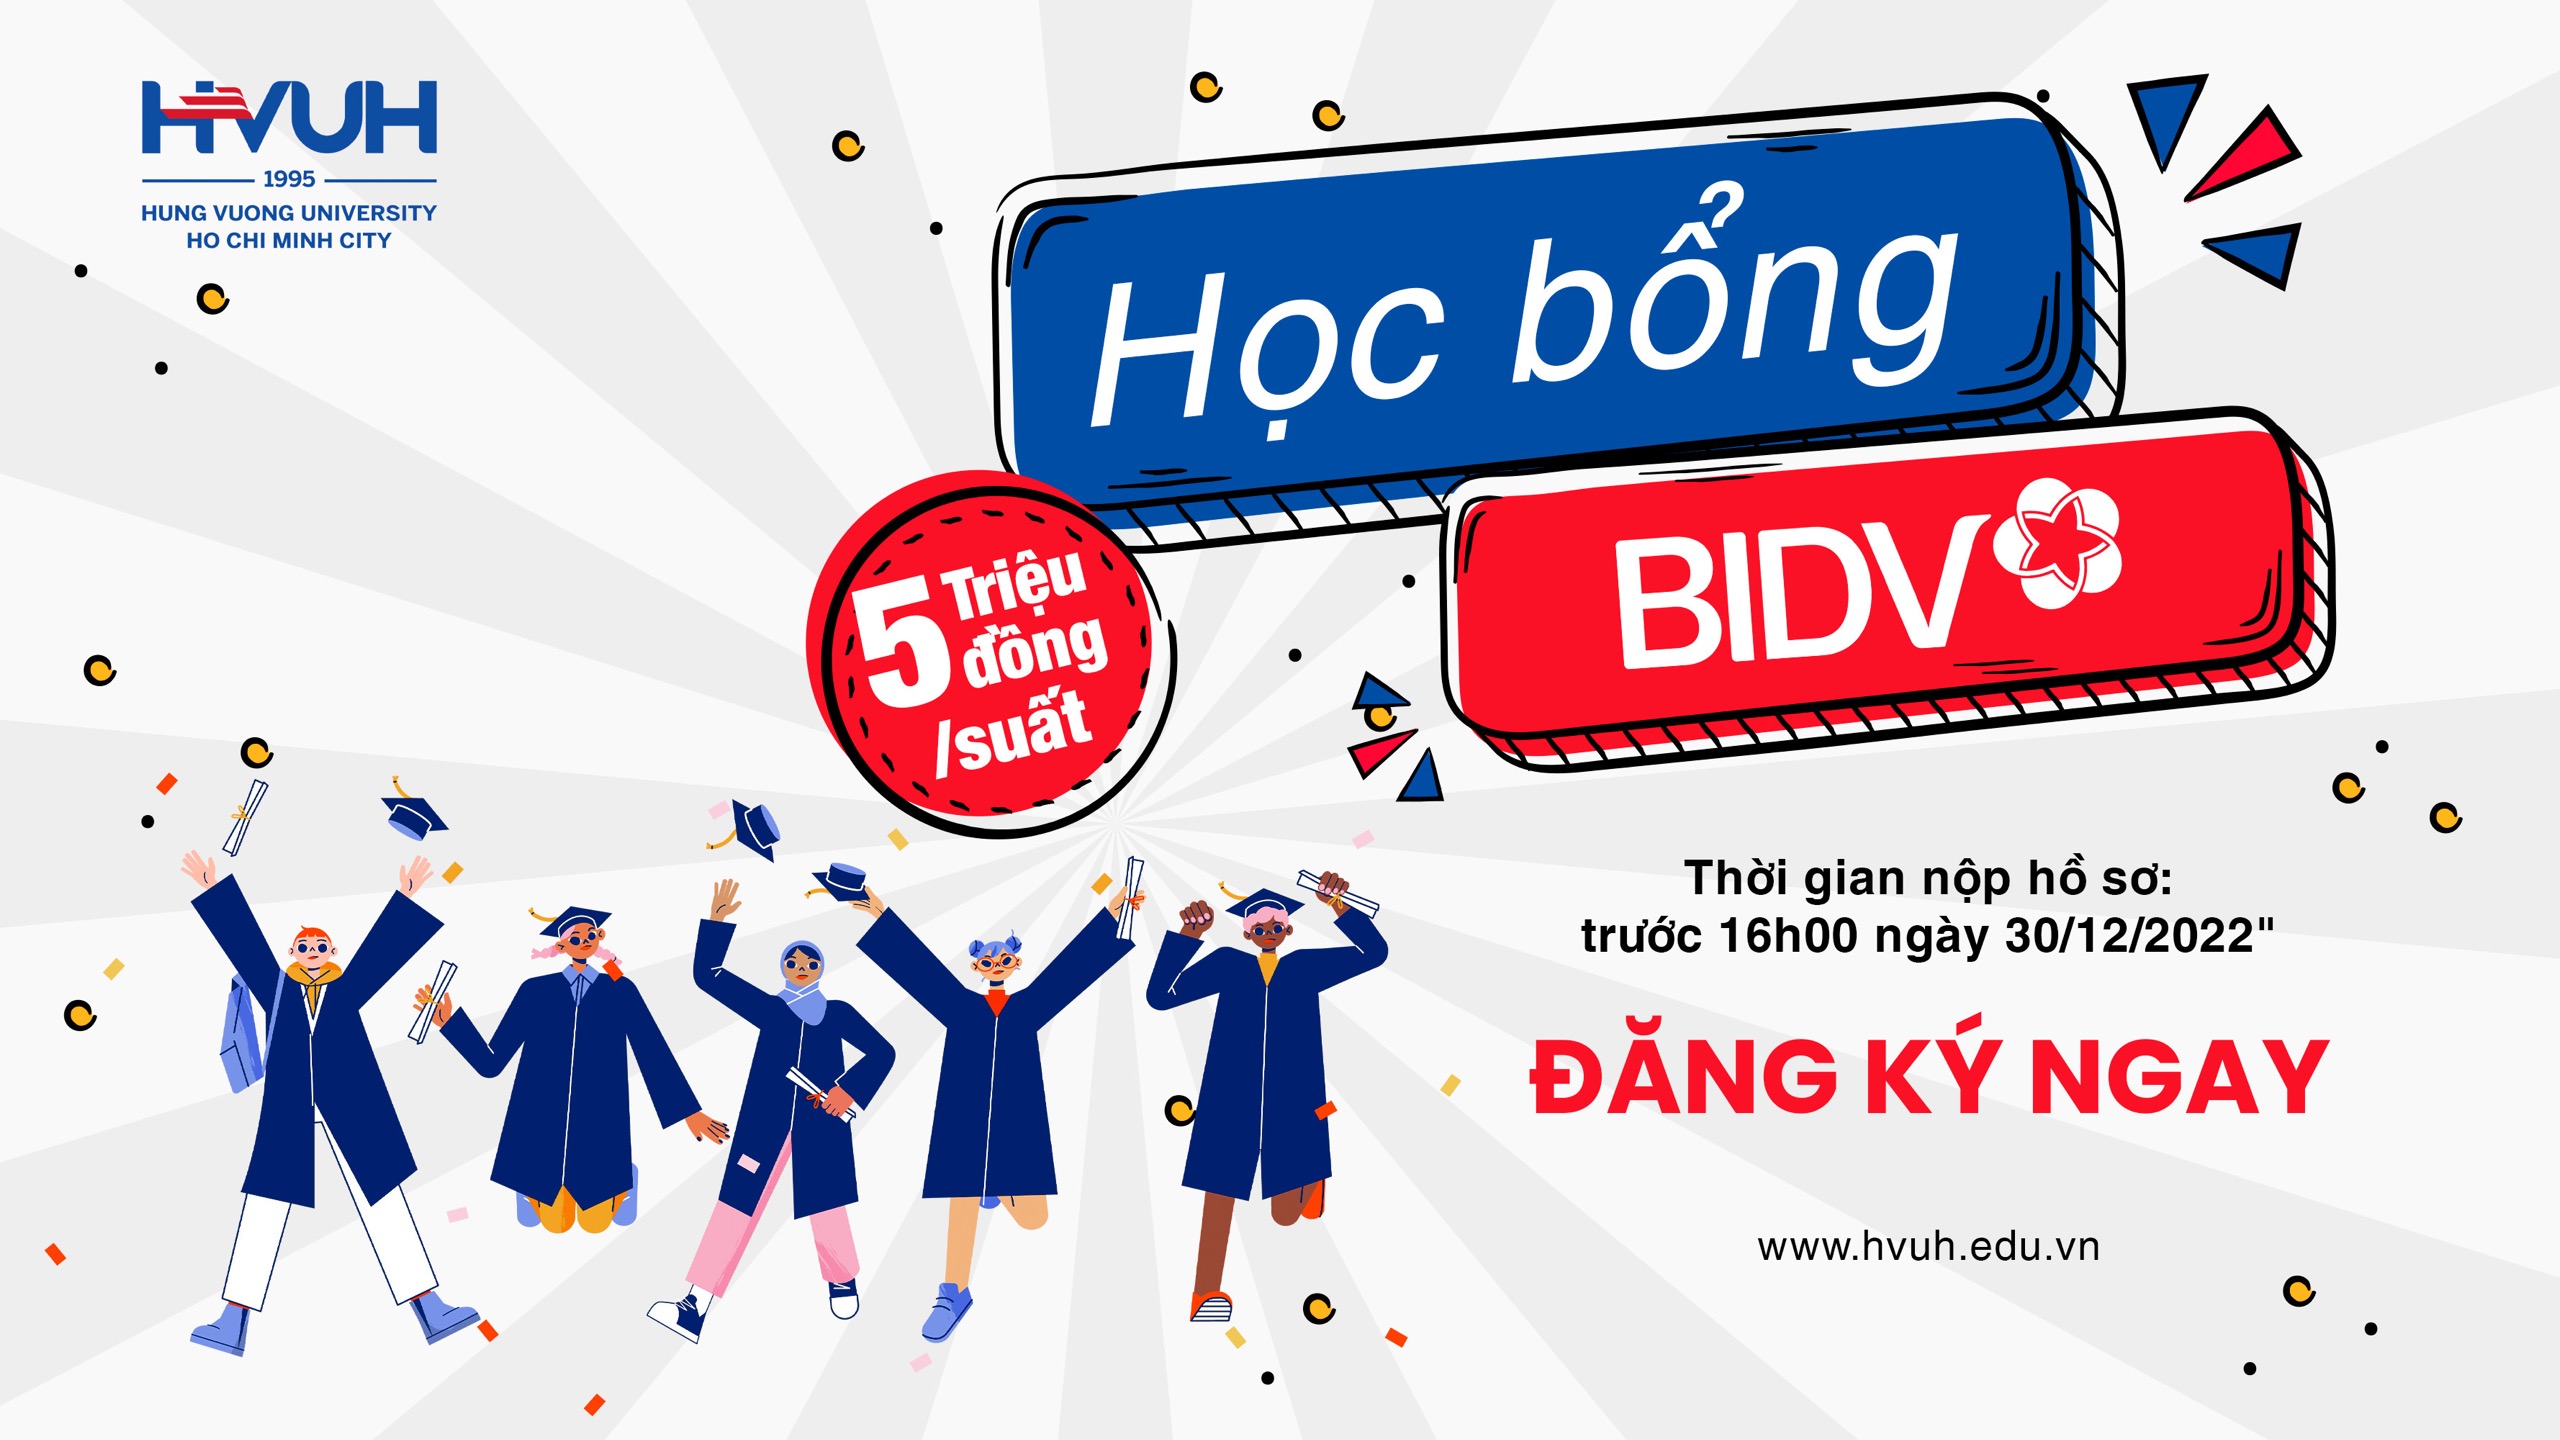 HVUH
1995
HUNG VUONG UNIVERSITY
HO CHI MINH CITY
Học bổng
BIDV
5 Triệu
đồng
/suất
Thời gian nộp hồ sơ:
trước 16h00 ngày 30/12/2022"
ĐĂNG KÝ NGAY
www.hvuh.edu.vn